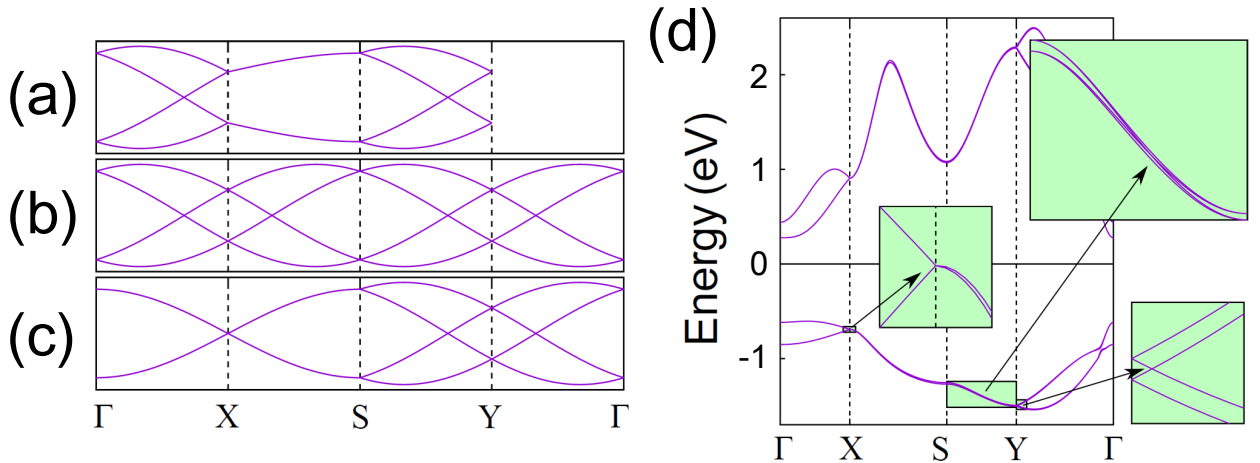 (a)
(b)
(c)
Γ X S Y Γ
(d)
Energy (eV)
2
1
0
-1
Γ X S Y Γ